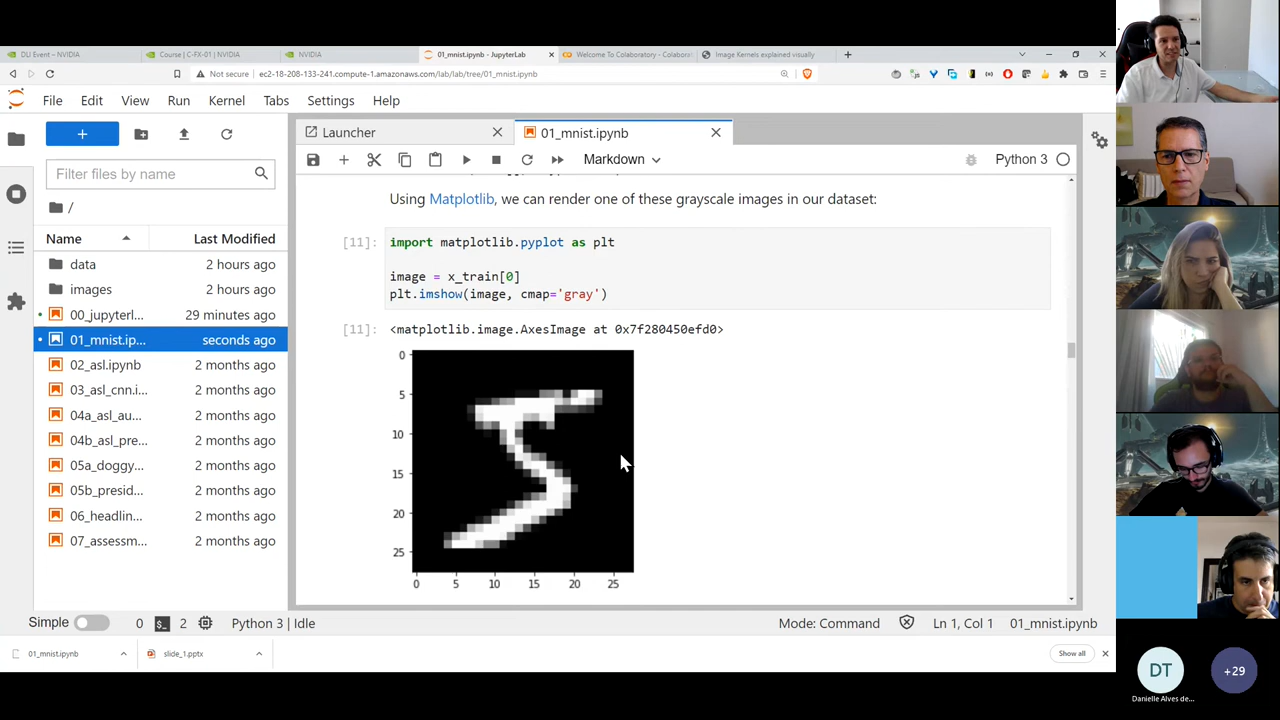 DLI Event – NVIDIA
Course | C-FX-01 | NVIDIA
NVIDIA
01_mnist.ipynb - JupyterLab
Welcome To Colaboratory - Colabora
Image Kernels explained visually
Not secure
ec2-18-208-133-241.compute-1.amazonaws.com/lab/lab/tree/01_mnist.ipynb
File Edit View Run Kernel Tabs Settings Help
Launcher
01_mnist.ipynb
Markdown
Python 3
Filter files by name
/
Name Last Modified
data 2 hours ago
images 2 hours ago
00_jupyterl... 29 minutes ago
01_mnist.ip... seconds ago
02_asl.ipynb 2 months ago
03_asl_cnn.i... 2 months ago
04a_asl_au... 2 months ago
04b_asl_pre... 2 months ago
05a_doggy... 2 months ago
05b_presid... 2 months ago
06_headlin... 2 months ago
07_assessm... 2 months ago
Using Matplotlib, we can render one of these grayscale images in our dataset:
[11]: import matplotlib.pyplot as plt
image = x_train[0]
plt.imshow(image, cmap='gray')
[11]: <matplotlib.image.AxesImage at 0x7f280450efd0>
0
5
10
15
20
25
0 5 10 15 20 25
5
Simple 0 $_ 2 Python 3 | Idle
Mode: Command Ln 1, Col 1 01_mnist.ipynb
01_mnist.ipynb
slide_1.pptx
Show all
DT
+29
Danielle Alves de...